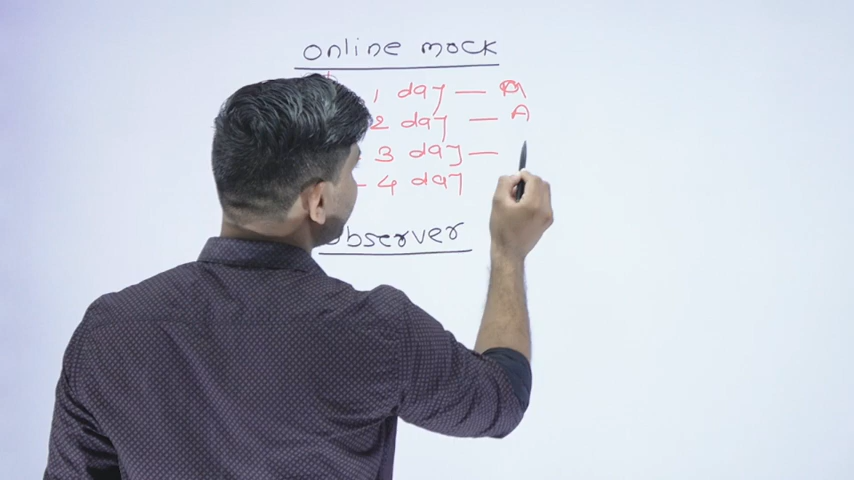 online mock
1 day —
2 day — A
3 day —
- 4 day
observer